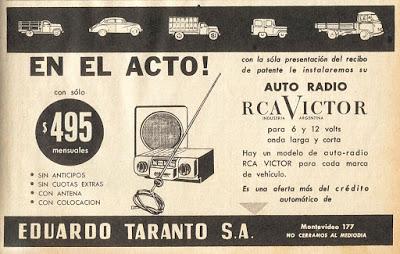 EN EL ACTO!
con sólo
$ 495
mensuales
• SIN ANTICIPOS
• SIN CUOTAS EXTRAS
• CON ANTENA
• CON COLOCACION
con la sóla presentación del recibo
de patente le instalaremos su
AUTO RADIO
RCA VICTOR
INDUSTRIA ARGENTINA
para 6 y 12 volts
onda larga y corta
Hay un modelo de auto-radio
RCA VICTOR para cada marca
de vehículo.
Es una oferta más del crédito
automático de
EDUARDO TARANTO S.A.
Montevideo 177
NO CERRAMOS AL MEDIODIA